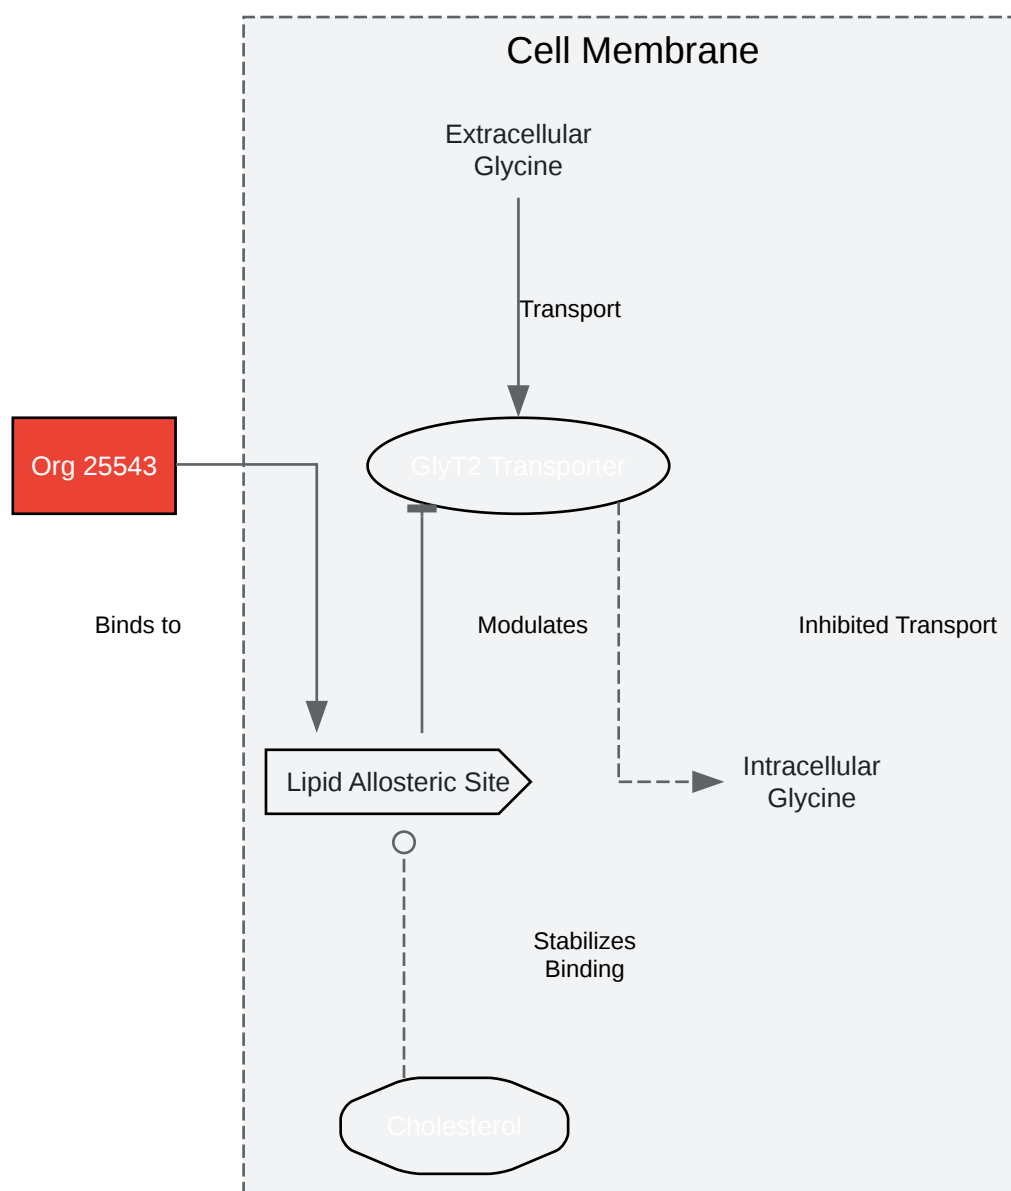 Cell Membrane
Extracellular
Glycine
Transport
Org 25543
GlyT2 Transporter
Binds to
Modulates
Inhibited Transport
Lipid Allosteric Site
Intracellular
Glycine
Stabilizes
Binding
Cholesterol